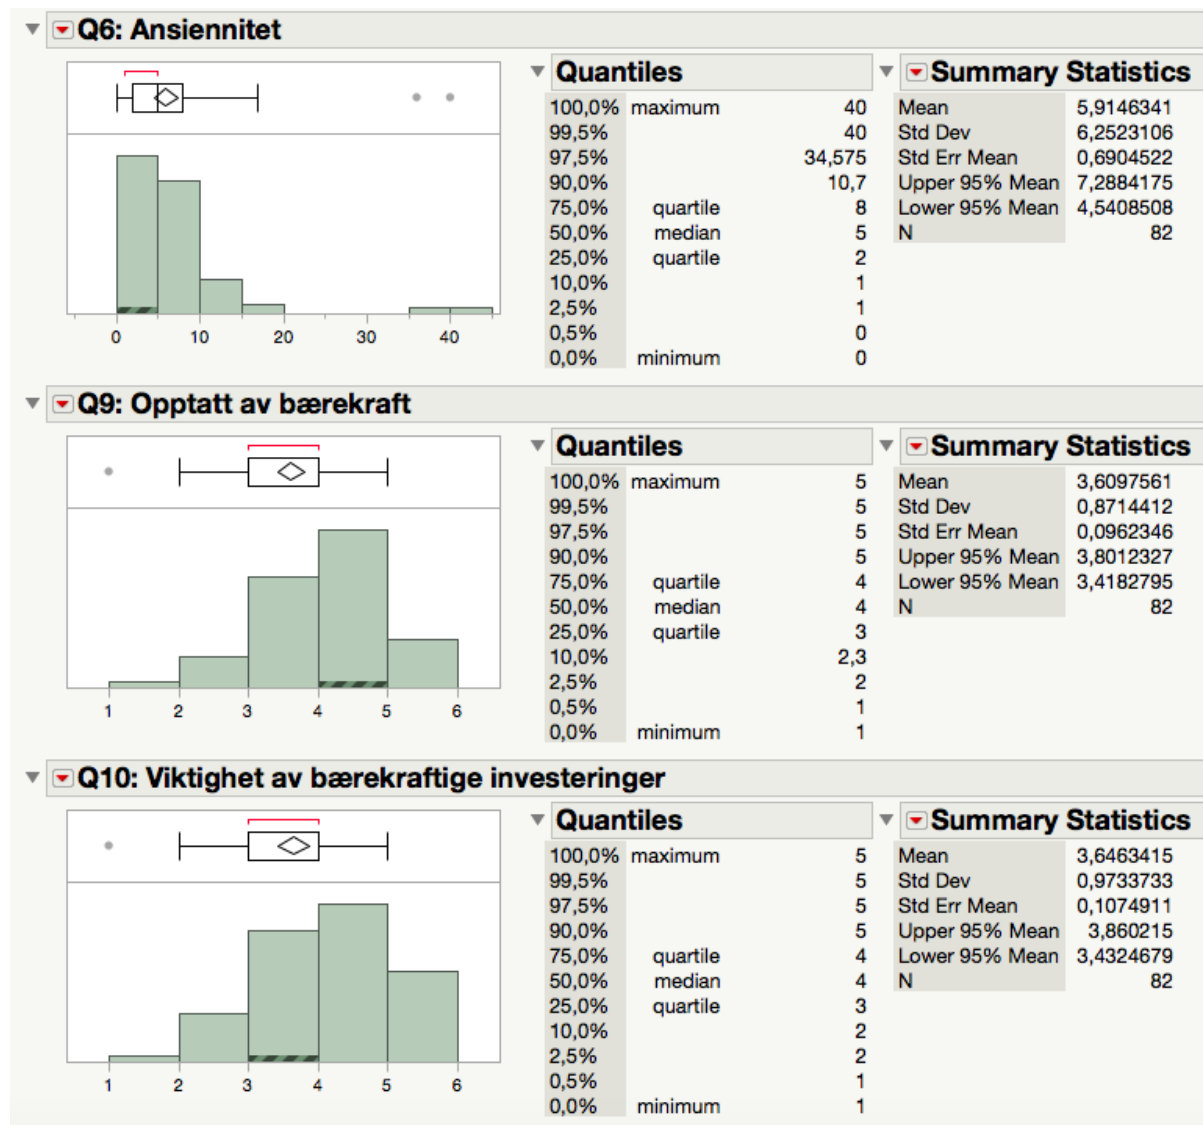 Q6: Ansiennitet
Quantiles
100,0% maximum 40
99,5% 40
97,5% 34,575
90,0% 10,7
75,0% quartile 8
50,0% median 5
25,0% quartile 2
10,0% 1
2,5% 1
0,5% 0
0,0% minimum 0
Summary Statistics
Mean 5,9146341
Std Dev 6,2523106
Std Err Mean 0,6904522
Upper 95% Mean 7,2884175
Lower 95% Mean 4,5408508
N 82
0 10 20 30 40
Q9: Opptatt av bærekraft
Quantiles
100,0% maximum 5
99,5% 5
97,5% 5
90,0% 5
75,0% quartile 4
50,0% median 4
25,0% quartile 3
10,0% 2,3
2,5% 2
0,5% 1
0,0% minimum 1
Summary Statistics
Mean 3,6097561
Std Dev 0,8714412
Std Err Mean 0,0962346
Upper 95% Mean 3,8012327
Lower 95% Mean 3,4182795
N 82
1 2 3 4 5 6
Q10: Viktighet av bærekraftige investeringer
Quantiles
100,0% maximum 5
99,5% 5
97,5% 5
90,0% 5
75,0% quartile 4
50,0% median 4
25,0% quartile 3
10,0% 2
2,5% 2
0,5% 1
0,0% minimum 1
Summary Statistics
Mean 3,6463415
Std Dev 0,9733733
Std Err Mean 0,1074911
Upper 95% Mean 3,860215
Lower 95% Mean 3,4324679
N 82
1 2 3 4 5 6